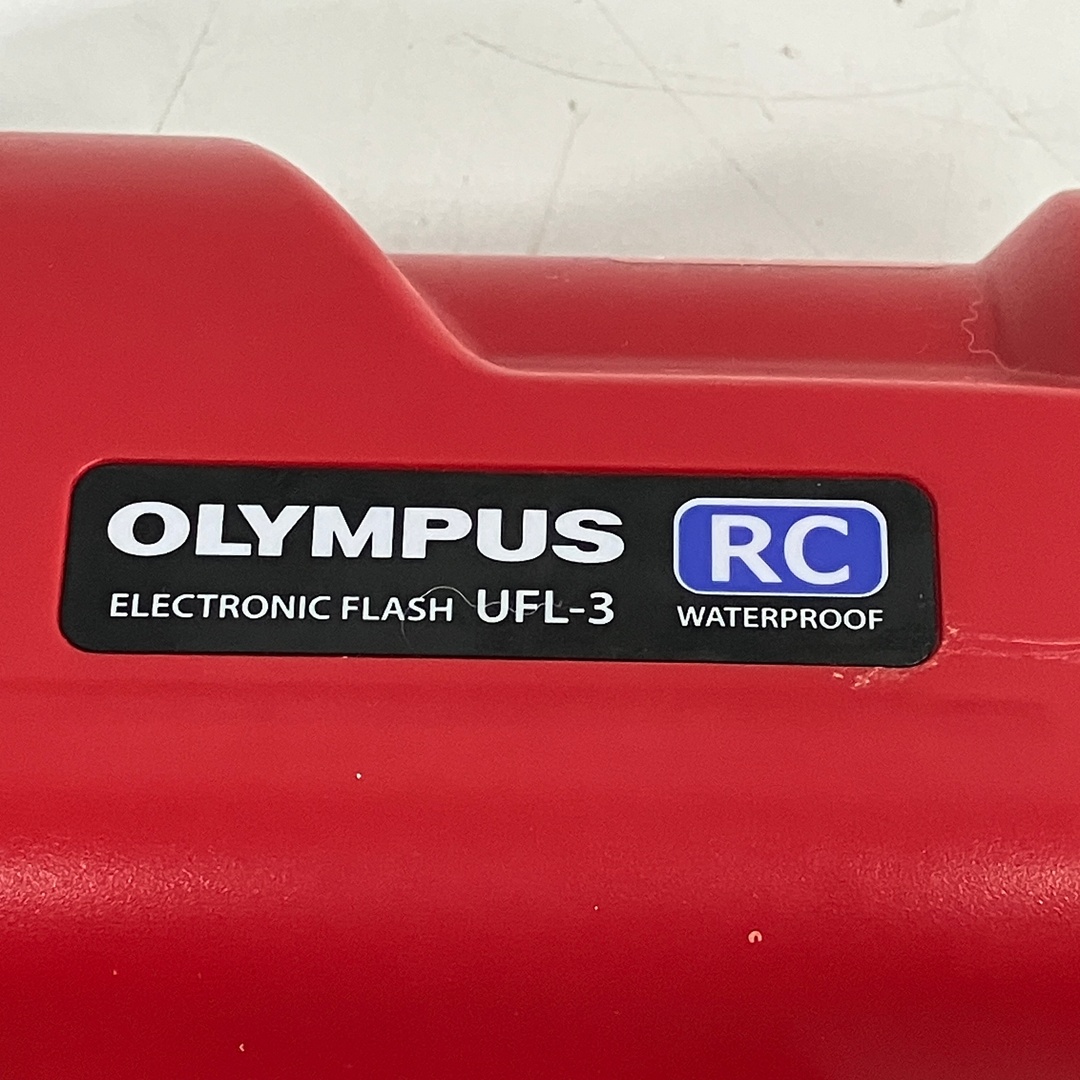 OLYMPUS
ELECTRONIC FLASH UFL-3
RC
WATERPROOF